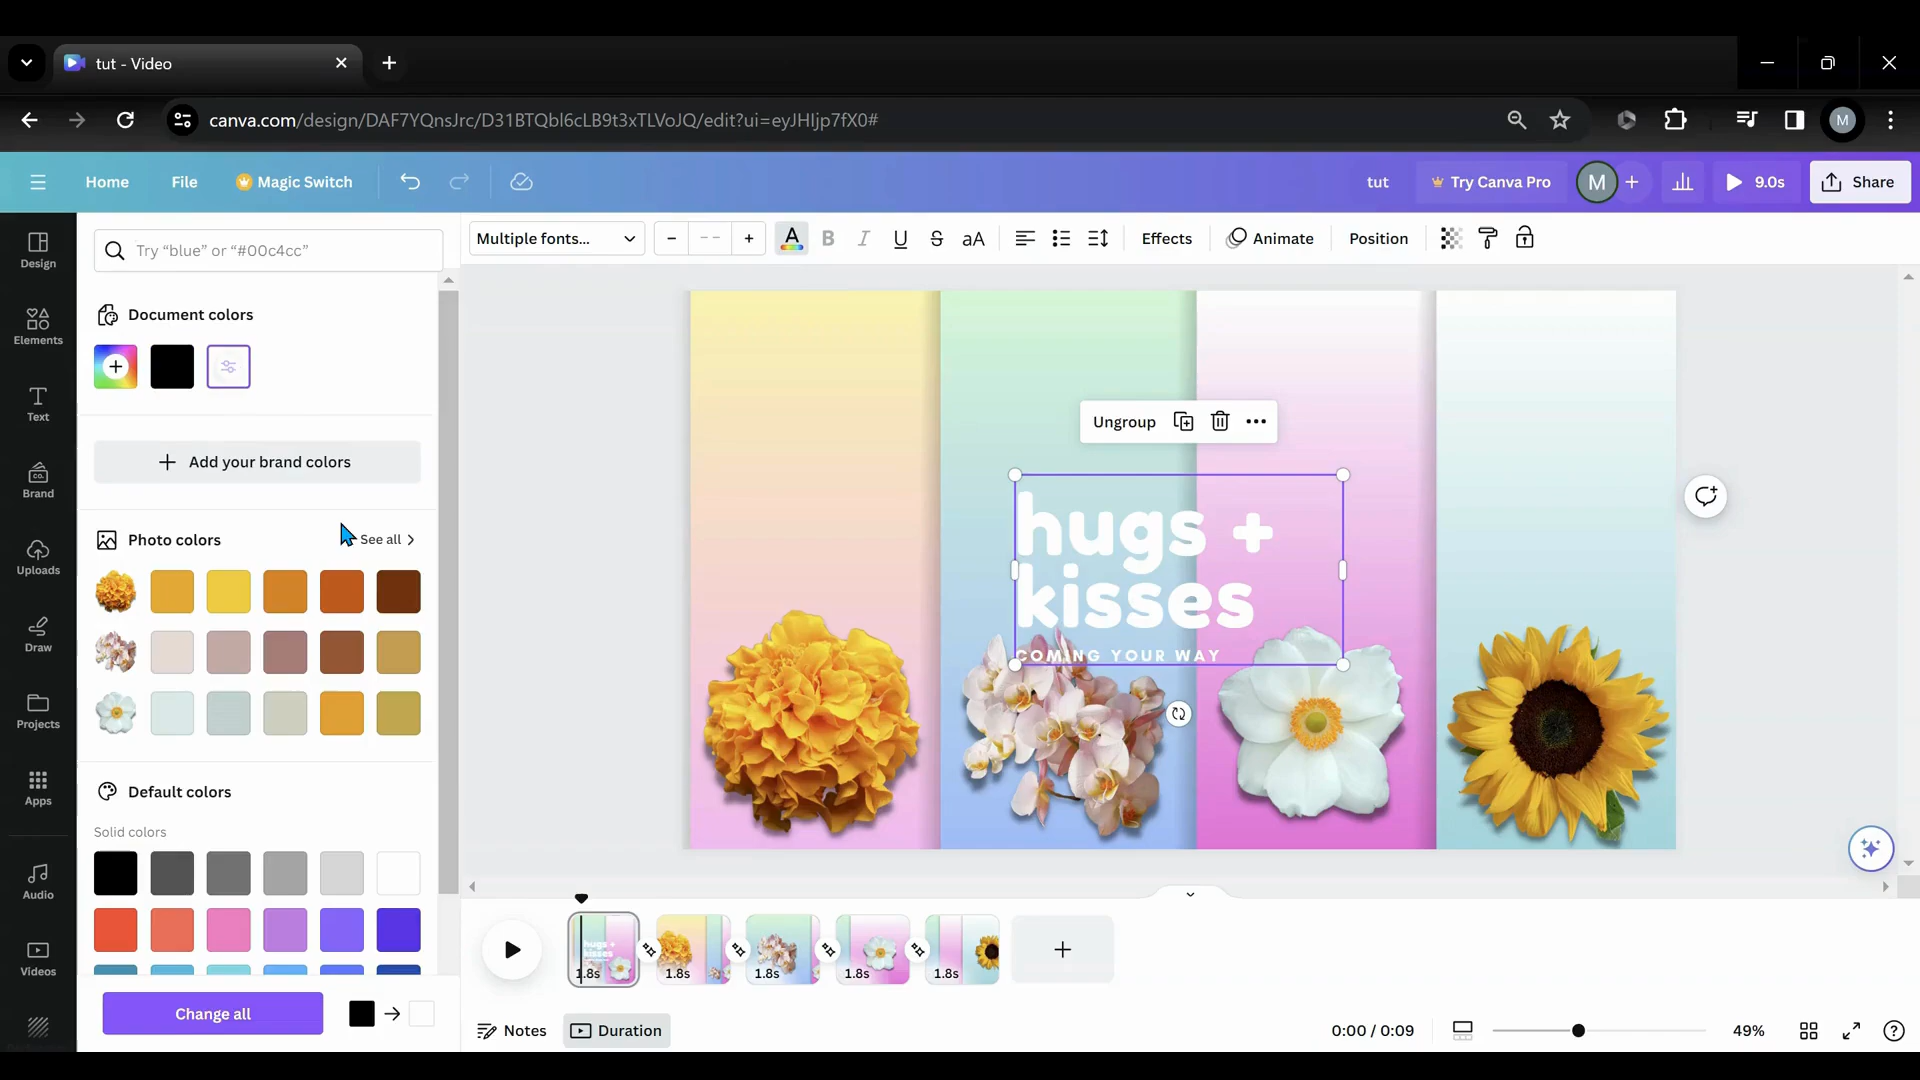 tut - Video
canva.com/design/DAF7YQnsJrc/D31BTQbl6cLB9t3xTLVoJQ/edit?ui=eyJHIjp7fX0#
M
Home File Magic Switch tut Try Canva Pro M 9.0s Share
Try “blue” or “#00c4cc”
Multiple fonts... A B I U S aA Effects Animate Position
Design
Elements
Text
Brand
Uploads
Draw
Projects
Apps
Audio
Videos
Document colors
Add your brand colors
Photo colors See all
Default colors
Solid colors
Change all
Ungroup
hugs +
kisses
COMING YOUR WAY
hugs +
kisses
1.8s 1.8s 1.8s 1.8s 1.8s
Notes Duration 0:00 / 0:09 49%